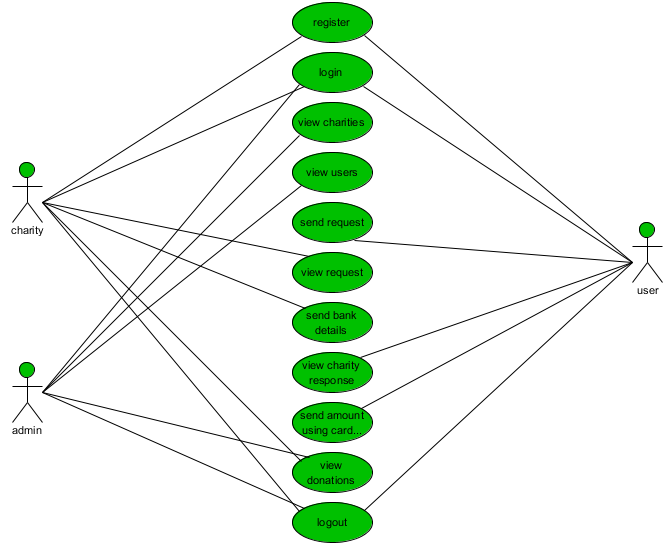 register
login
view charities
view users
send request
view request
send bank
details
view charity
response
send amount
using card...
view
donations
logout
charity
admin
user